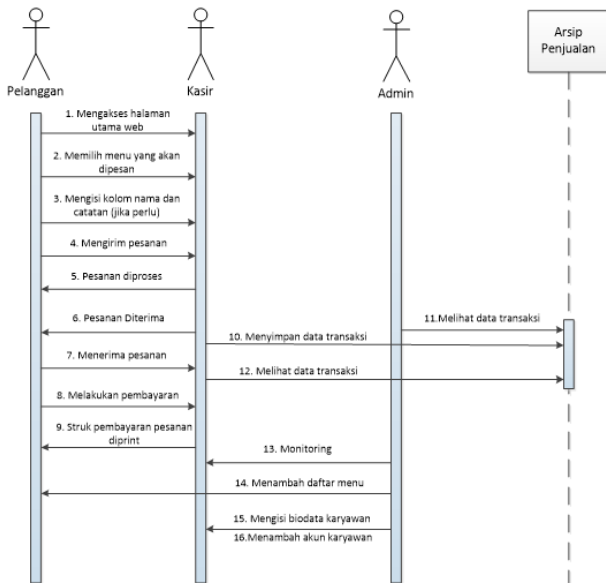 Pelanggan
Kasir
Admin
Arsip
Penjualan
1. Mengakses halaman
utama web
2. Memilih menu yang akan
dipesan
3. Mengisi kolom nama dan
catatan (jika perlu)
4. Mengirim pesanan
5. Pesanan diproses
6. Pesanan Diterima
11.Melihat data transaksi
10. Menyimpan data transaksi
7. Menerima pesanan
12. Melihat data transaksi
8. Melakukan pembayaran
9. Struk pembayaran pesanan
diprint
13. Monitoring
14. Menambah daftar menu
15. Mengisi biodata karyawan
16.Menambah akun karyawan